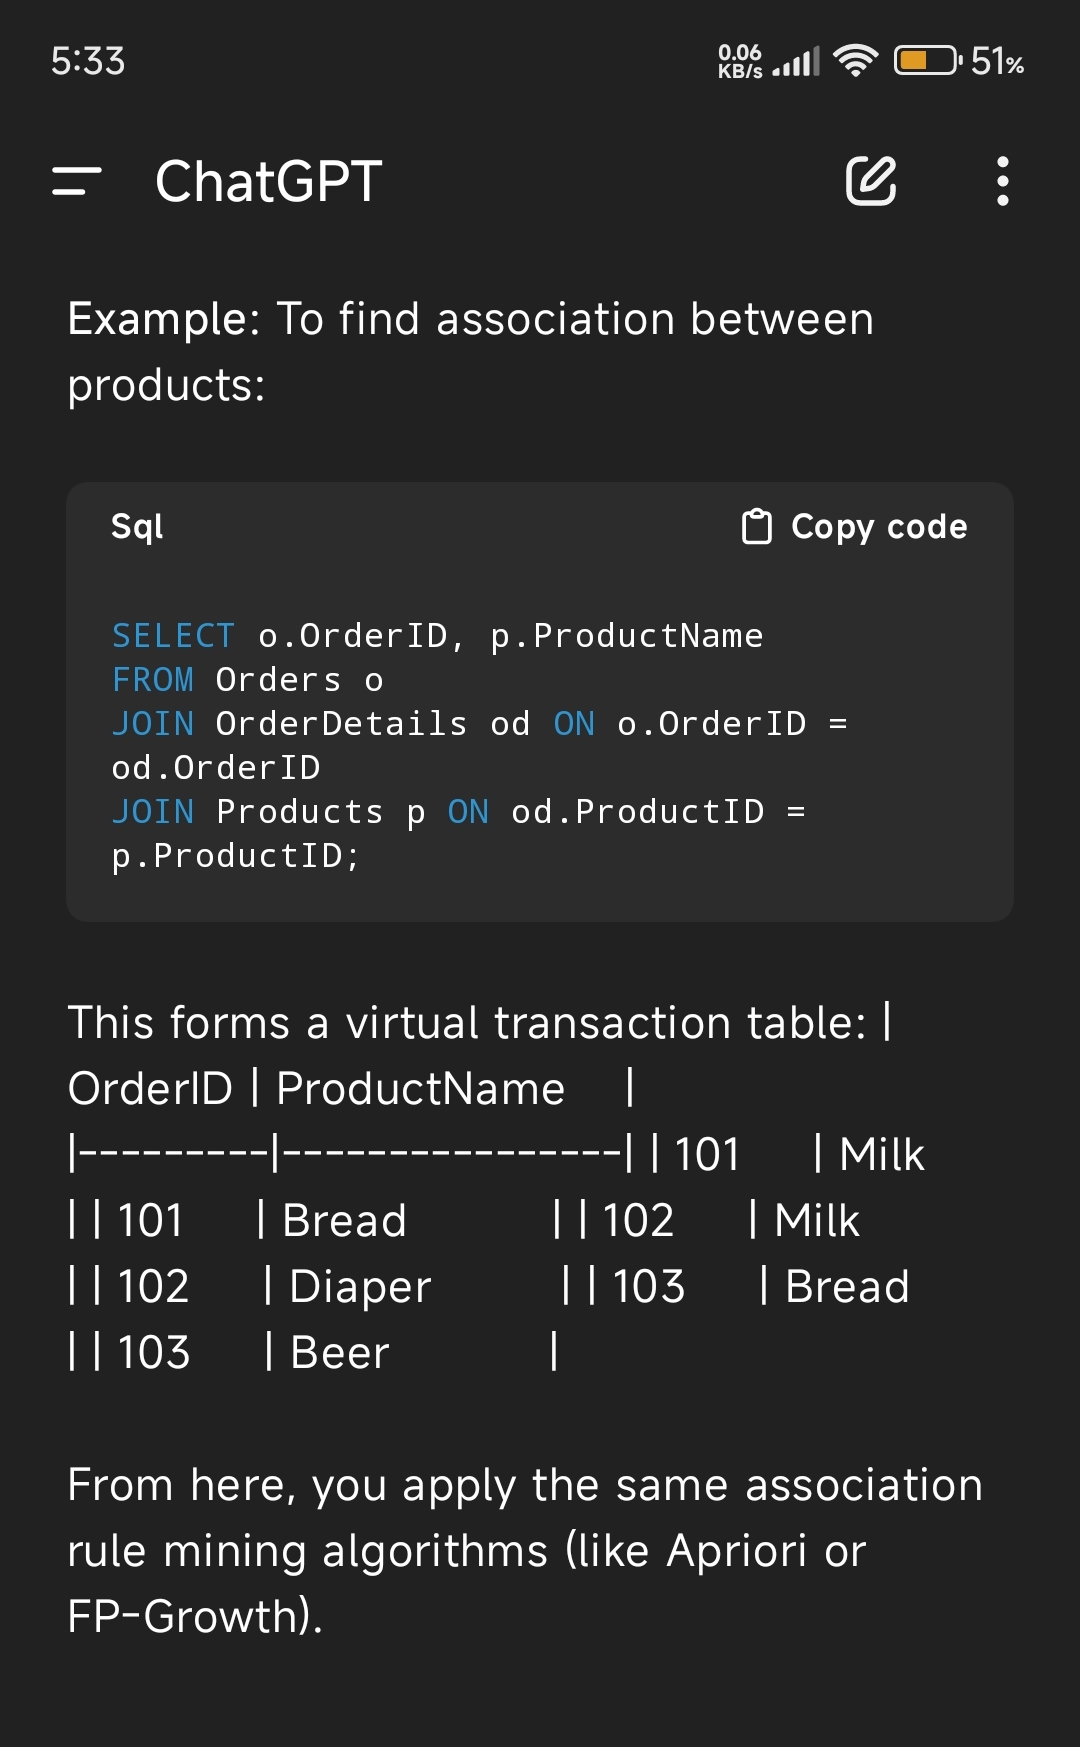 5:33
0.06 KB/s 51%
ChatGPT
Example: To find association between
products:
Sql Copy code
SELECT o.OrderID, p.ProductName
FROM Orders o
JOIN OrderDetails od ON o.OrderID =
od.OrderID
JOIN Products p ON od.ProductID =
p.ProductID;
This forms a virtual transaction table: |
OrderID | ProductName |
|---------|----------------| | 101 | Milk
| | 101 | Bread | | 102 | Milk
| | 102 | Diaper | | 103 | Bread
| | 103 | Beer |
From here, you apply the same association
rule mining algorithms (like Apriori or
FP-Growth).